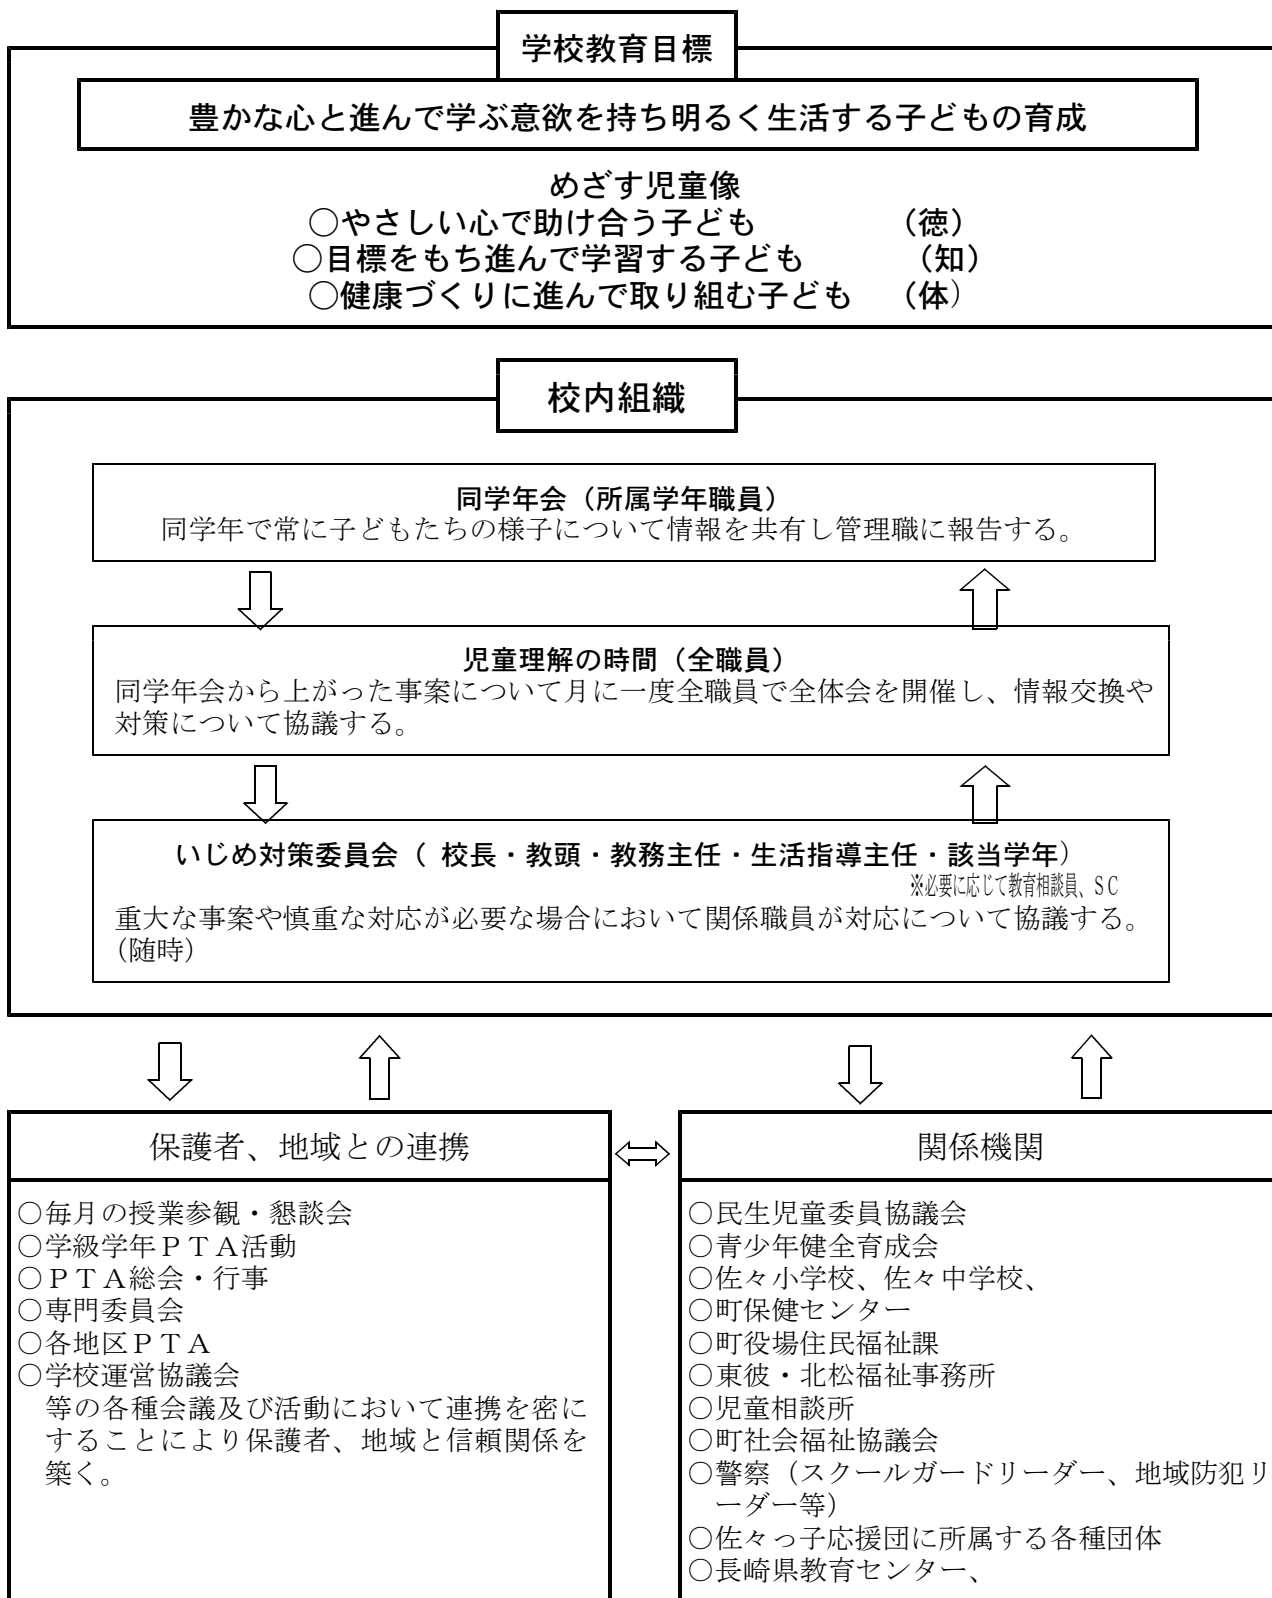 学校教育目標
豊かな心と進んで学ぶ意欲を持ち明るく生活する子どもの育成
めざす児童像
○やさしい心で助け合う子ども　（徳）
○目標をもち進んで学習する子ども　（知）
○健康づくりに進んで取り組む子ども　（体）
校内組織
同学年会（所属学年職員）
同学年で常に子どもたちの様子について情報を共有し管理職に報告する。
児童理解の時間（全職員）
同学年会から上がった事案について月に一度全職員で全体会を開催し、情報交換や
対策について協議する。
いじめ対策委員会（ 校長・教頭・教務主任・生活指導主任・該当学年）
※必要に応じて教育相談員、ＳＣ
重大な事案や慎重な対応が必要な場合において関係職員が対応について協議する。
（随時）
保護者、地域との連携
○毎月の授業参観・懇談会
○学級学年ＰＴＡ活動
○ＰＴＡ総会・行事
○専門委員会
○各地区ＰＴＡ
○学校運営協議会
等の各種会議及び活動において連携を密に
することにより保護者、地域と信頼関係を
築く。
関係機関
○民生児童委員協議会
○青少年健全育成会
○佐々小学校、佐々中学校、
○町保健センター
○町役場住民福祉課
○東彼・北松福祉事務所
○児童相談所
○町社会福祉協議会
○警察（スクールガードリーダー、地域防犯リ
ーダー等）
○佐々っ子応援団に所属する各種団体
○長崎県教育センター、